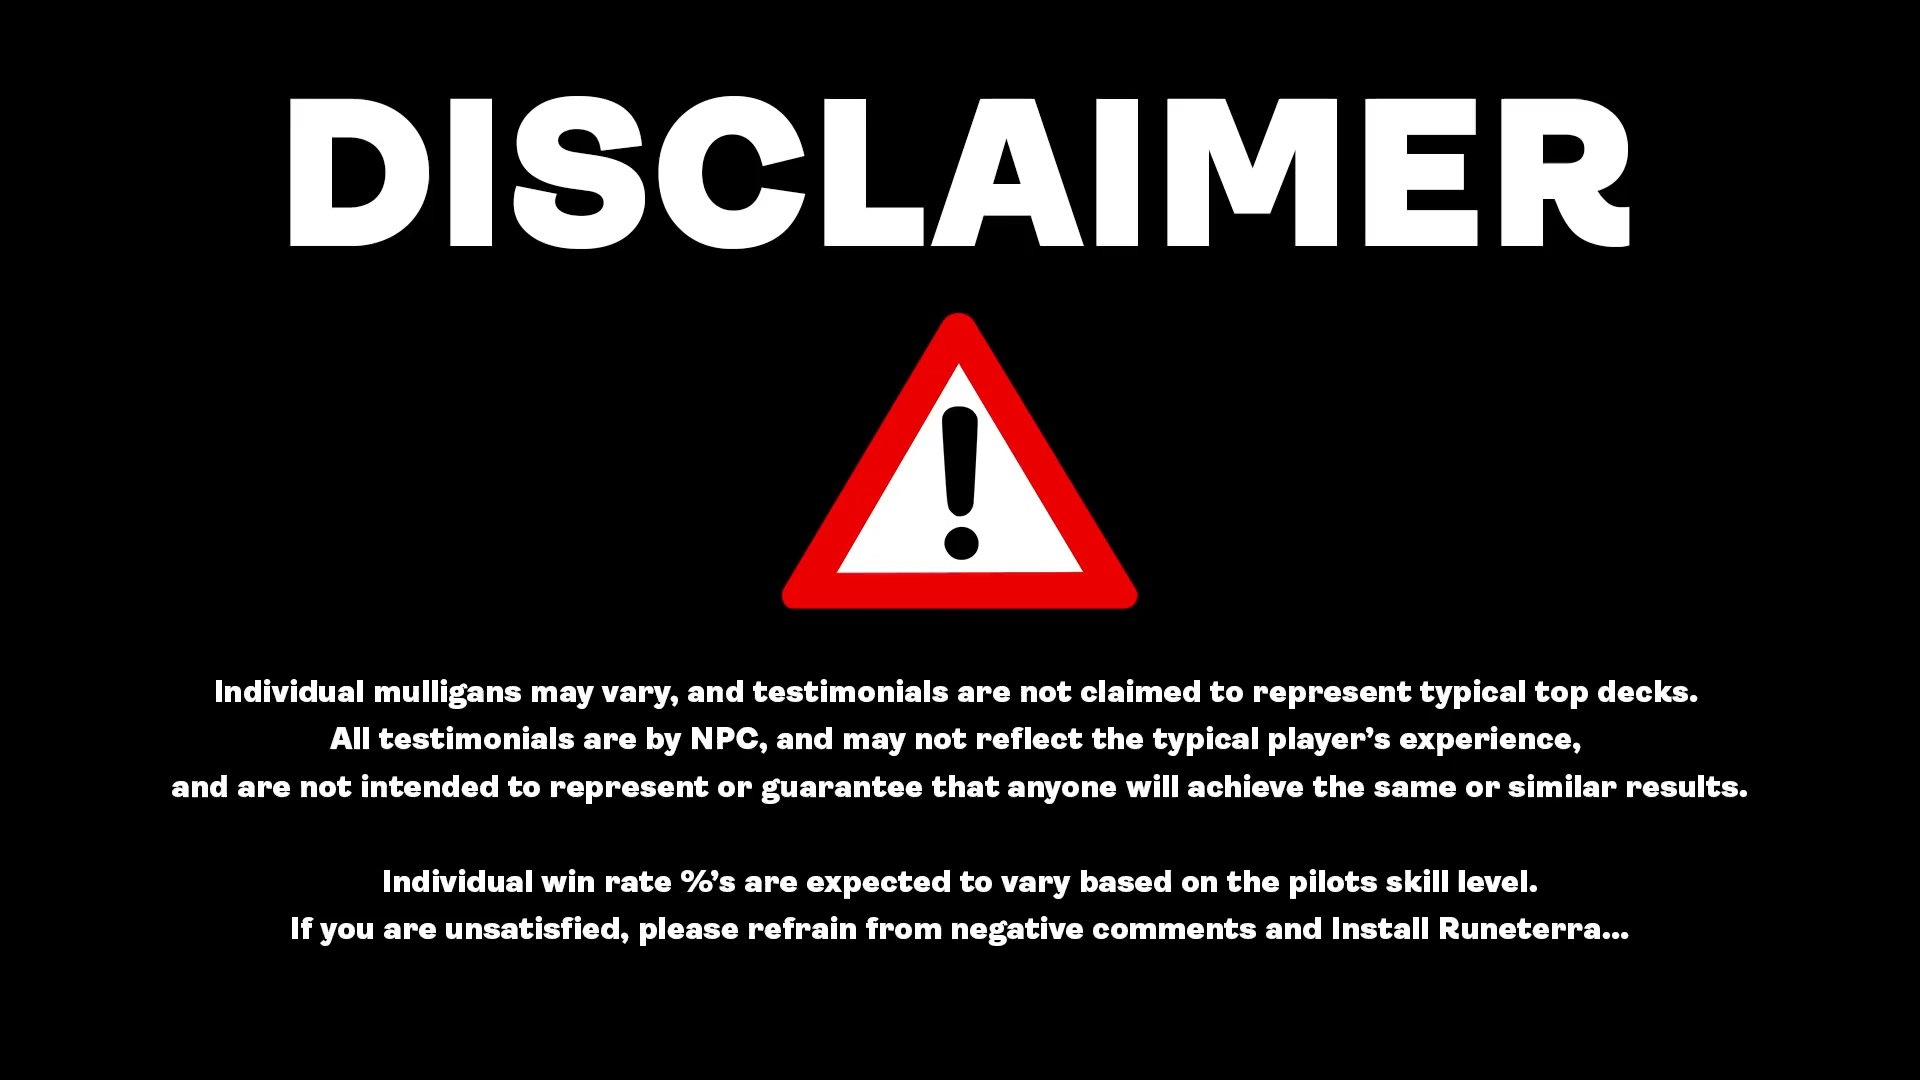 DISCLAIMER
!
Individual mulligans may vary, and testimonials are not claimed to represent typical top decks.
All testimonials are by NPC, and may not reflect the typical player’s experience,
and are not intended to represent or guarantee that anyone will achieve the same or similar results.
Individual win rate %’s are expected to vary based on the pilots skill level.
If you are unsatisfied, please refrain from negative comments and Install Runeterra...